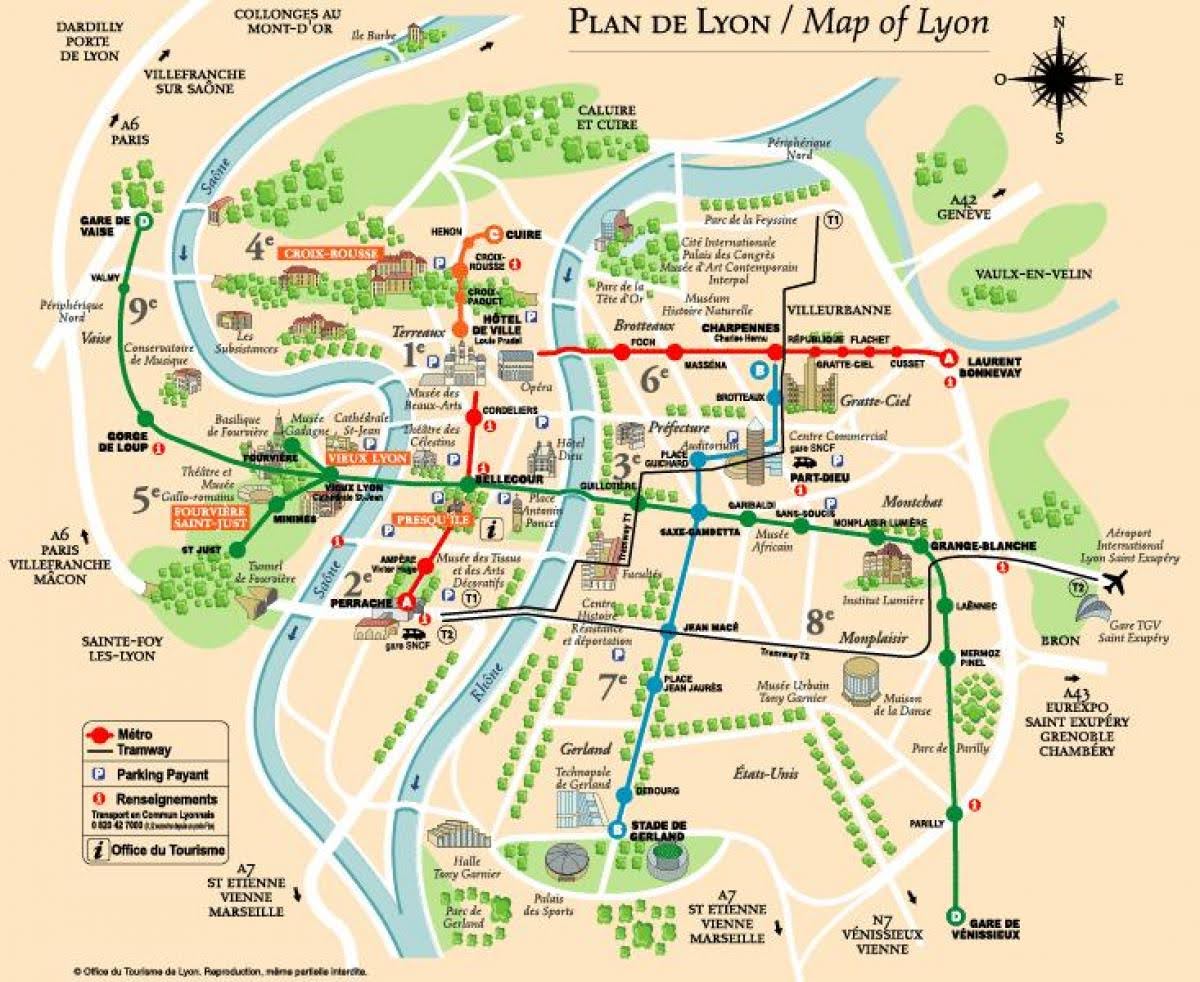 PLAN DE LYON / Map of Lyon
DARDILLY
PORTE
DE LYON
COLLONGES AU
MONT-D'OR
Ile Barbe
VILLEFRANCHE
SUR SAÔNE
A6
PARIS
Saône
CALUIRE
ET CUIRE
N
O
E
S
Périphérique
Nord
A42
GENÈVE
VAULX-EN-VELIN
GARE DE
VAISE
D
VALMY
Périphérique
Nord
9e
Vaise
Conservatoire
de Musique
4e
CROIX-ROUSSE
HENON
C
CUIRE
CROIX-
ROUSSE
CROIX-
PAQUET
HÔTEL
DE VILLE
Louis Pradel
Les
Subsistances
Terreaux
1e
Opéra
Musée des
Beaux-Arts
Parc de la Feyssine
T1
Cité Internationale
Palais des Congrès
Musée d'Art Contemporain
Interpol
Parc de la
Tête d'Or
Muséum
Histoire Naturelle
Brotteaux
VILLEURBANNE
CHARPENNES
Charles Hernu
FOCH
MASSÉNA
RÉPUBLIQUE
FLACHET
GRATTE-CIEL
CUSSET
A
LAURENT
BONNEVAY
6e
B
BROTTEAUX
Gratte-Ciel
GORGE
DE LOUP
Basilique
de Fourvière
Musée
Gadagne
Cathédrale
St-Jean
FOURVIÈRE
VIEUX LYON
Théâtre des
Célestins
CORDELIERS
Hôtel
Dieu
Préfecture
Auditorium
3e
PLACE
GUICHARD
Centre Commercial
gare SNCF
PART-DIEU
Théâtre et
Musée
Gallo-romains
5e
FOURVIÈRE
SAINT-JUST
VIEUX LYON
Cathédrale St-Jean
MINIMES
ST JUST
BELLECOUR
PRESQU'ILE
Place
Antonin
Poncet
GUILLOTIÈRE
Tramway T1
SAXE-GAMBETTA
GARIBALDI
SANS-SOUCIS
Musée
Africain
Montchat
MONPLAISIR LUMIÈRE
GRANGE-BLANCHE
Aéroport
International
Lyon Saint Exupéry
T2
Gare TGV
Saint Exupéry
BRON
A6
PARIS
VILLEFRANCHE
MÂCON
Tunnel
de Fourvière
Saône
2e
AMPÈRE
Victor Hugo
Musée des Tissus
et des Arts
Décoratifs
PERRACHE
A
T1
T2
gare SNCF
Facultés
Centre
Histoire
Résistance
et déportation
Institut Lumière
LAËNNEC
8e
Monplaisir
JEAN MACÉ
Tramway T2
MERMOZ
PINEL
SAINTE-FOY
LES-LYON
Rhône
7e
PLACE
JEAN JAURÈS
Musée Urbain
Tony Garnier
Maison
de la Danse
A43
EUREXPO
SAINT EXUPÉRY
GRENOBLE
CHAMBÉRY
Parc de Parilly
Gerland
Technopole
de Gerland
DEBOURG
États-Unis
PARILLY
B
STADE DE
GERLAND
Halle
Tony Garnier
Parc de
Gerland
Palais
des Sports
D
GARE DE
VÉNISSIEUX
Métro
Tramway
P Parking Payant
Renseignements
Transport en Commun Lyonnais
i Office du Tourisme
A7
ST ETIENNE
VIENNE
MARSEILLE
A7
ST ETIENNE
VIENNE
MARSEILLE
N7
VÉNISSIEUX
VIENNE
© Office du Tourisme de Lyon. Reproduction, même partielle interdite.